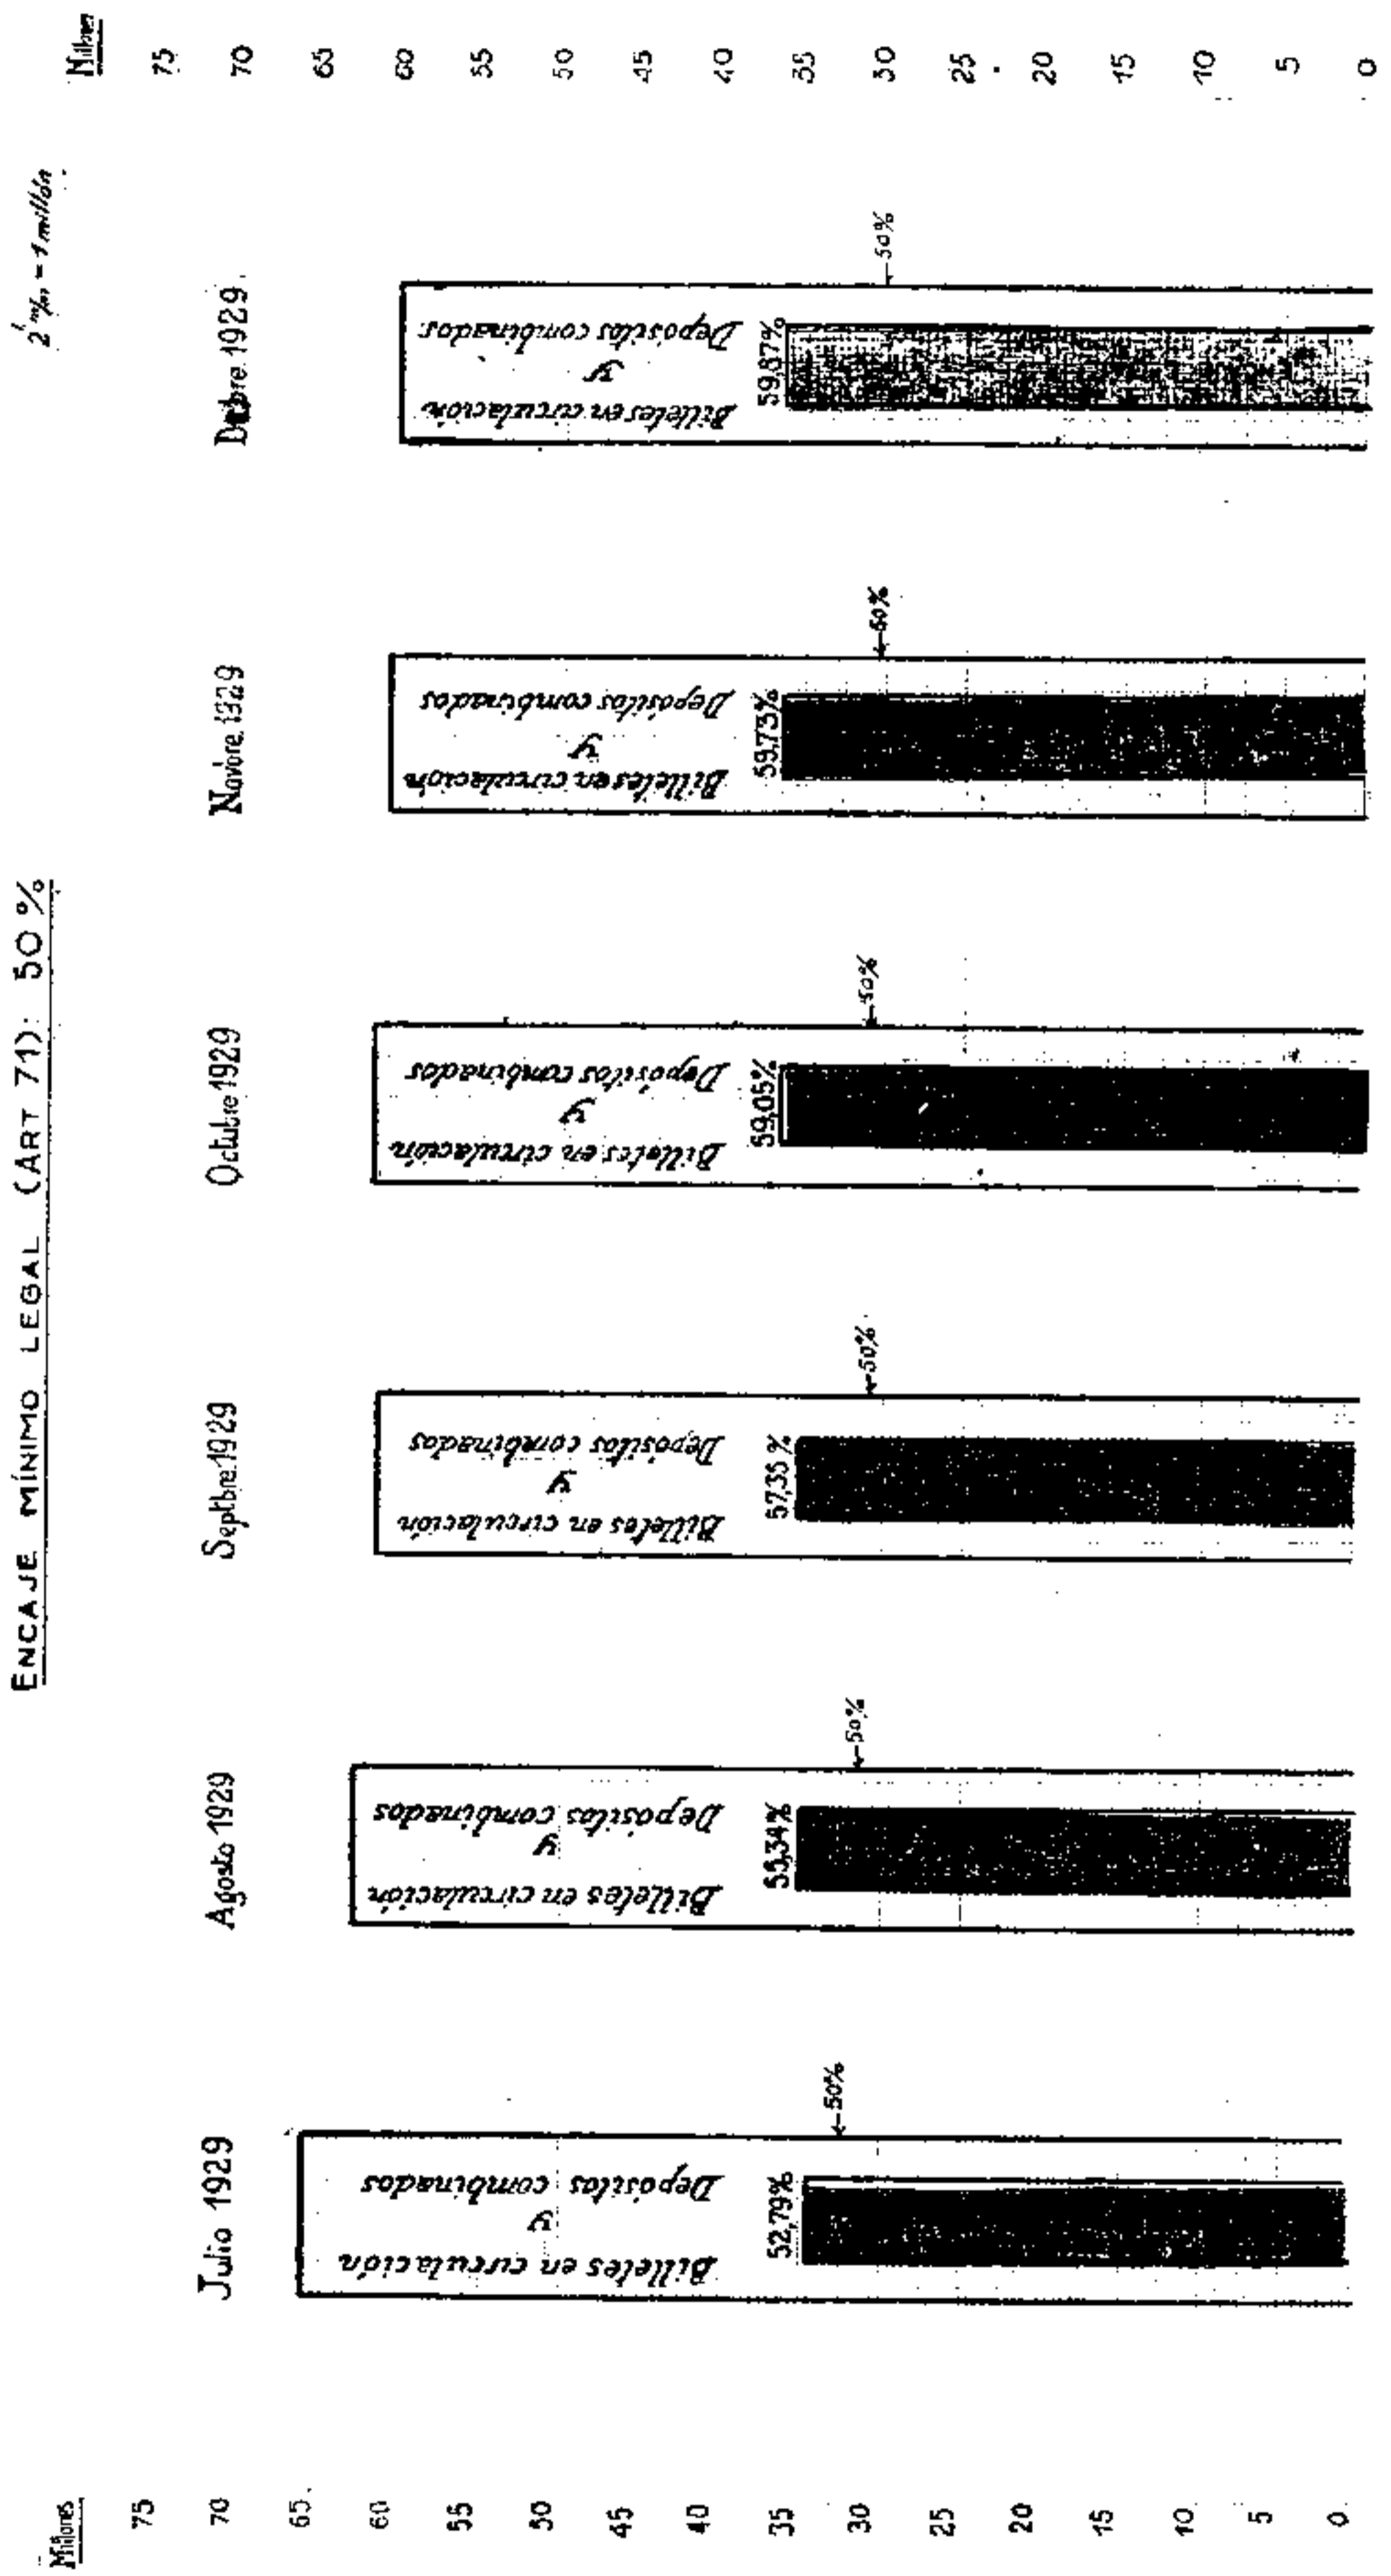 ENCAJE MÍNIMO LEGAL (ART 71): 50 %
2 m/m = 1 millón
Millones
75
70
65
60
55
50
45
40
35
30
25
20
15
10
5
0
Julio 1929
Billetes en circulación
y
Depósitos combinados
52,79%
50%
Agosto 1929
Billetes en circulación
y
Depósitos combinados
55,34%
50%
Septbre. 1929
Billetes en circulación
y
Depósitos combinados
57,35 %
50%
Octubre 1929
Billetes en circulación
y
Depósitos combinados
59,05%
50%
Novbre. 1929
Billetes en circulación
y
Depósitos combinados
59,73%
50%
1929
Billetes en circulación
y
Depósitos combinados
59,87%
50%
75
70
65
60
55
50
45
40
35
30
25
20
15
10
5
0